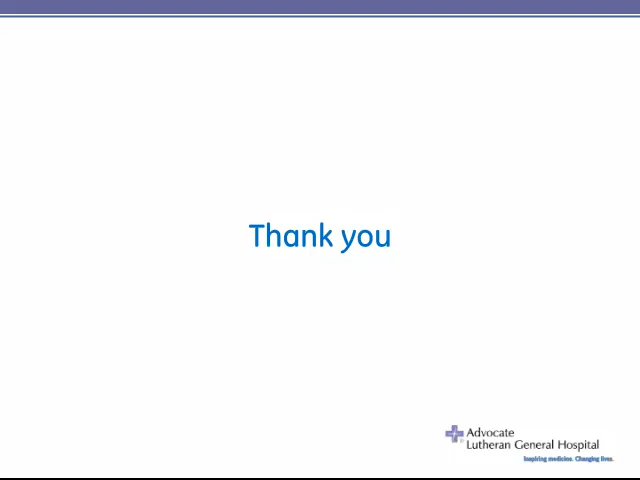 Thank you
Advocate
Lutheran General Hospital
Inspiring medicine. Changing lives.